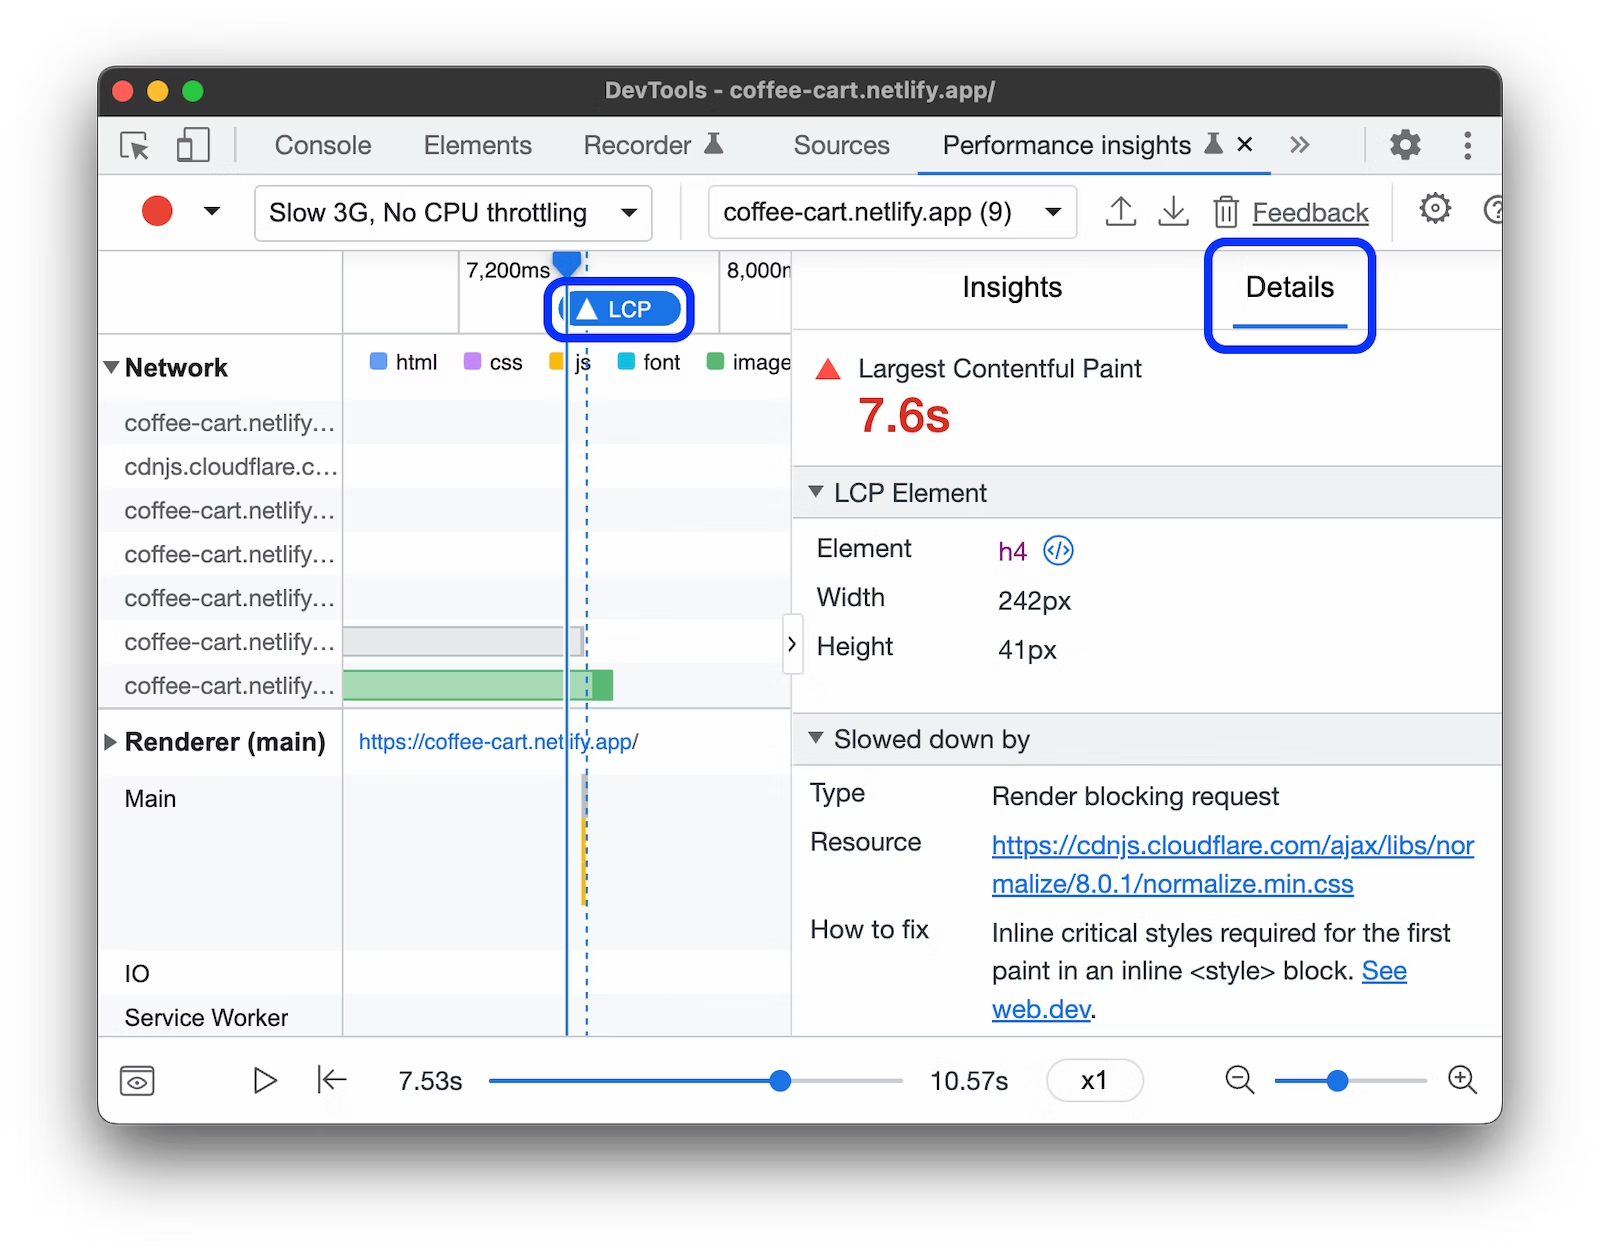 DevTools - coffee-cart.netlify.app/
Console Elements Recorder Sources Performance insights
Slow 3G, No CPU throttling coffee-cart.netlify.app (9) Feedback
7,200ms 8,000m
LCP
Insights Details
Network
html css js font image
coffee-cart.netlify…
cdnjs.cloudflare.c…
coffee-cart.netlify…
coffee-cart.netlify…
coffee-cart.netlify…
coffee-cart.netlify…
coffee-cart.netlify…
Renderer (main) https://coffee-cart.netlify.app/
Main
IO
Service Worker
Largest Contentful Paint
7.6s
LCP Element
Element h4
Width 242px
Height 41px
Slowed down by
Type Render blocking request
Resource https://cdnjs.cloudflare.com/ajax/libs/nor
malize/8.0.1/normalize.min.css
How to fix Inline critical styles required for the first
paint in an inline <style> block. See
web.dev.
7.53s 10.57s x1